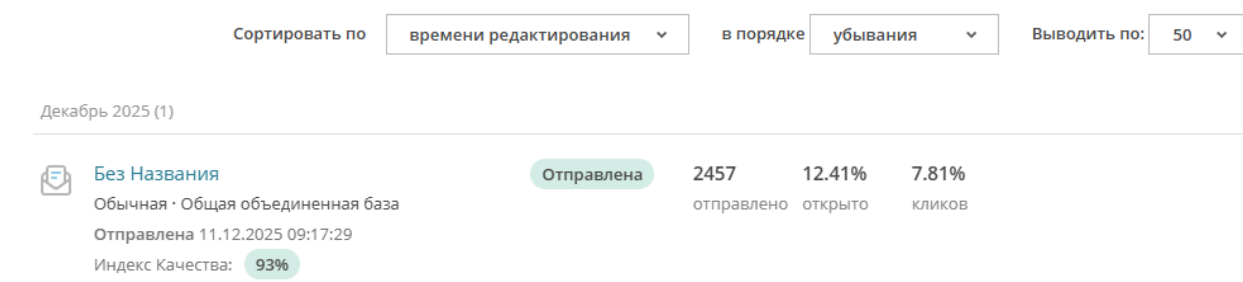 Сортировать по времени редактирования в порядке убывания Выводить по: 50
Декабрь 2025 (1)
Без Названия Отправлена 2457 12.41% 7.81%
Обычная · Общая объединенная база отправлено открыто кликов
Отправлена 11.12.2025 09:17:29
Индекс Качества: 93%